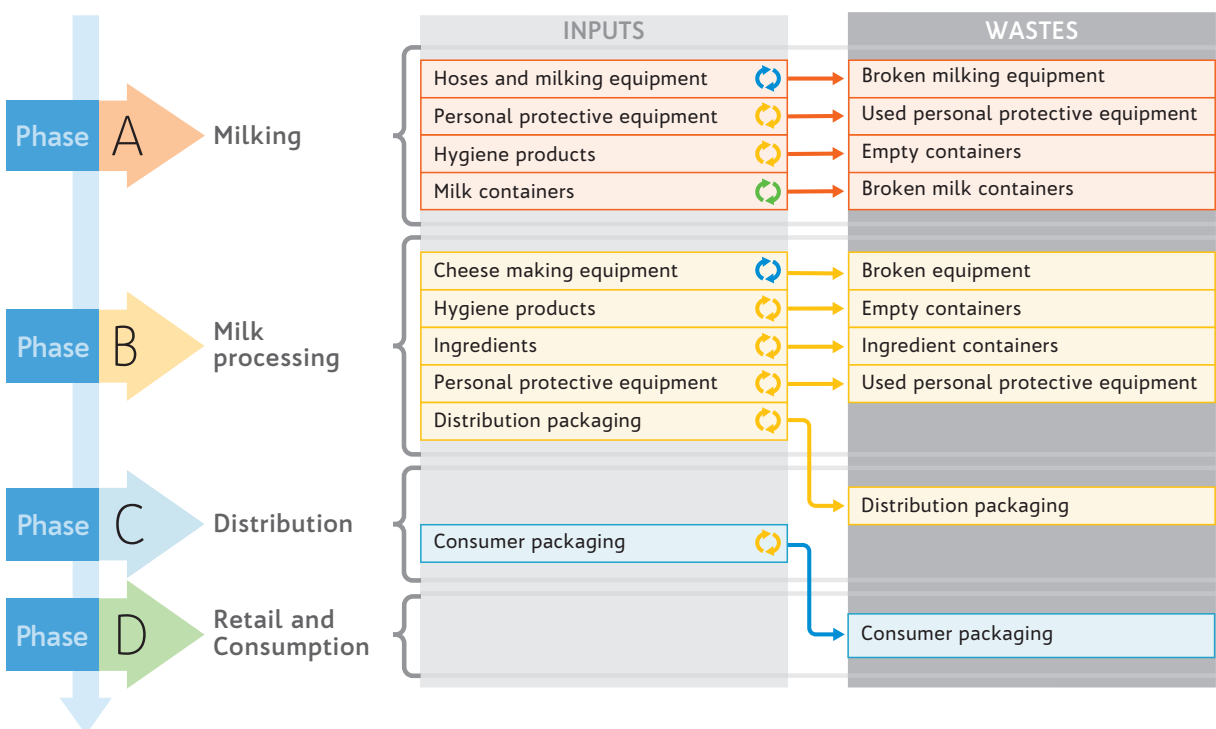 INPUTS
WASTES
Phase A
Milking
Hoses and milking equipment
Broken milking equipment
Personal protective equipment
Used personal protective equipment
Hygiene products
Empty containers
Milk containers
Broken milk containers
Phase B
Milk
processing
Cheese making equipment
Broken equipment
Hygiene products
Empty containers
Ingredients
Ingredient containers
Personal protective equipment
Used personal protective equipment
Distribution packaging
Phase C
Distribution
Distribution packaging
Consumer packaging
Phase D
Retail and
Consumption
Consumer packaging